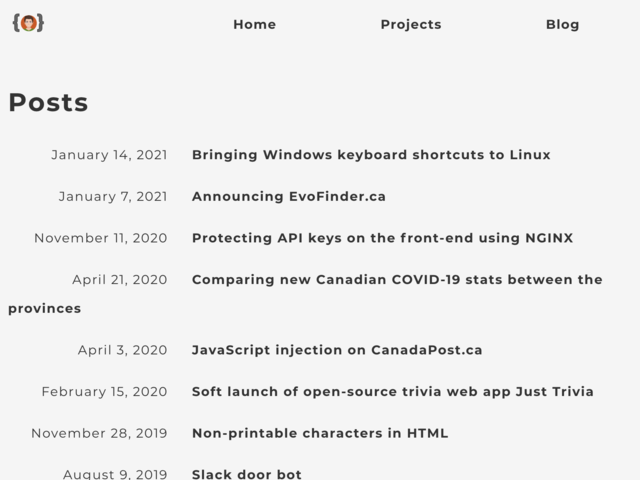 Home Projects Blog
Posts
January 14, 2021 Bringing Windows keyboard shortcuts to Linux
January 7, 2021 Announcing EvoFinder.ca
November 11, 2020 Protecting API keys on the front-end using NGINX
April 21, 2020 Comparing new Canadian COVID-19 stats between the
provinces
April 3, 2020 JavaScript injection on CanadaPost.ca
February 15, 2020 Soft launch of open-source trivia web app Just Trivia
November 28, 2019 Non-printable characters in HTML
August 9, 2019 Slack door bot